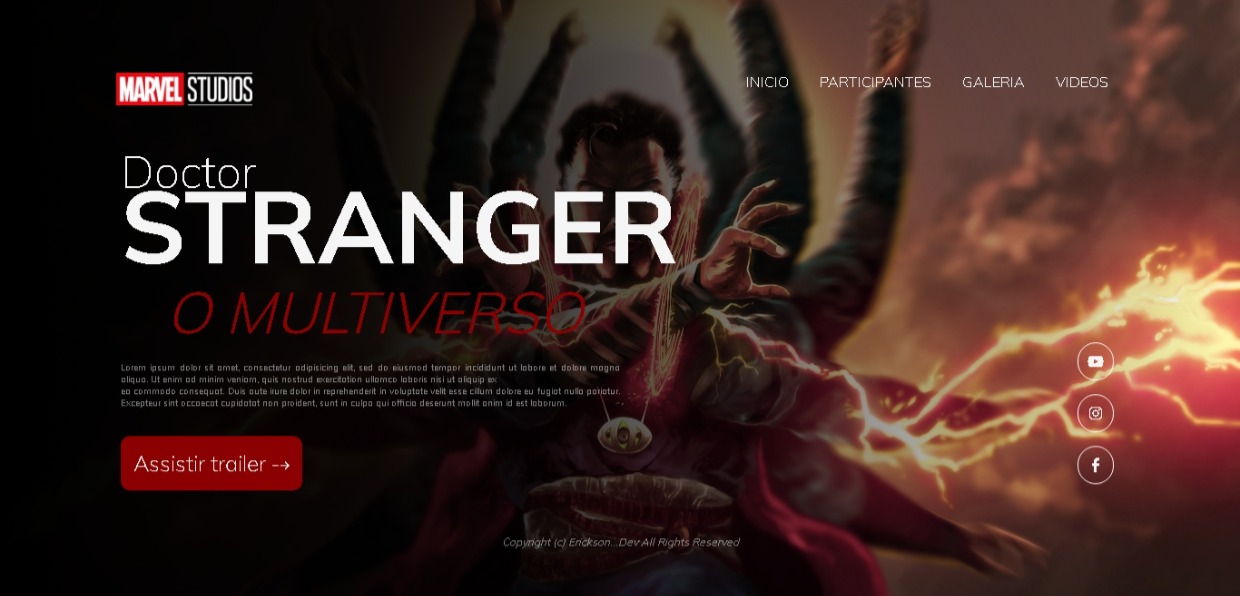 MARVEL STUDIOS
INICIO PARTICIPANTES GALERIA VIDEOS
Doctor
STRANGER
O MULTIVERSO
Lorem ipsum dolor sit amet, consectetur adipisicing elit, sed do eiusmod tempor incididunt ut labore et dolore magna
aliqua. Ut enim ad minim veniam, quis nostrud exercitation ullamco laboris nisi ut aliquip ex
ea commodo consequat. Duis aute irure dolor in reprehenderit in voluptate velit esse cillum dolore eu fugiat nulla pariatur.
Excepteur sint occaecat cupidatat non proident, sunt in culpa qui officia deserunt mollit anim id est laborum.
Assistir trailer -->
Copyright (c) Erickson...Dev All Rights Reserved